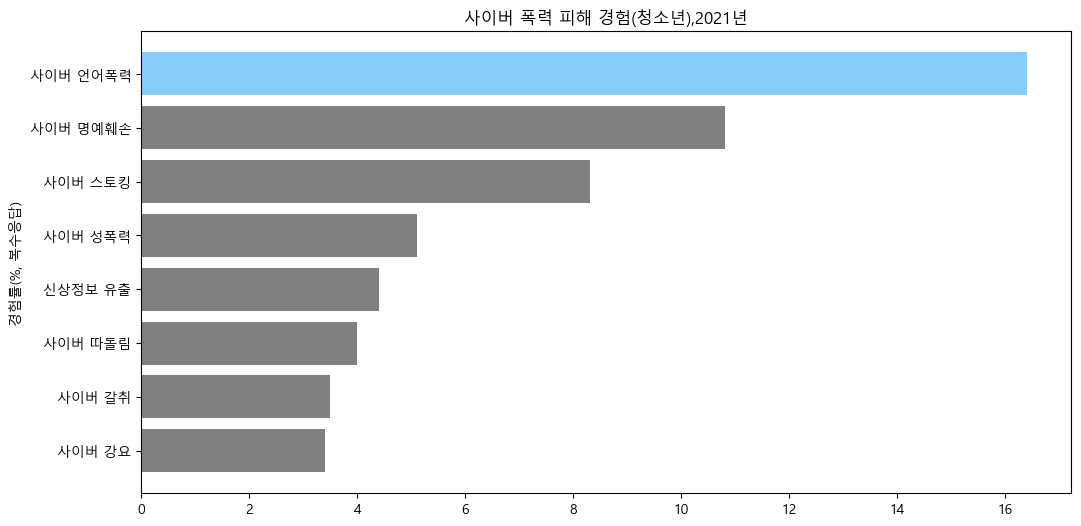 사이버 폭력 피해 경험(청소년),2021년
경험률(%, 복수응답)
사이버 언어폭력
사이버 명예훼손
사이버 스토킹
사이버 성폭력
신상정보 유출
사이버 따돌림
사이버 갈취
사이버 강요
0 2 4 6 8 10 12 14 16